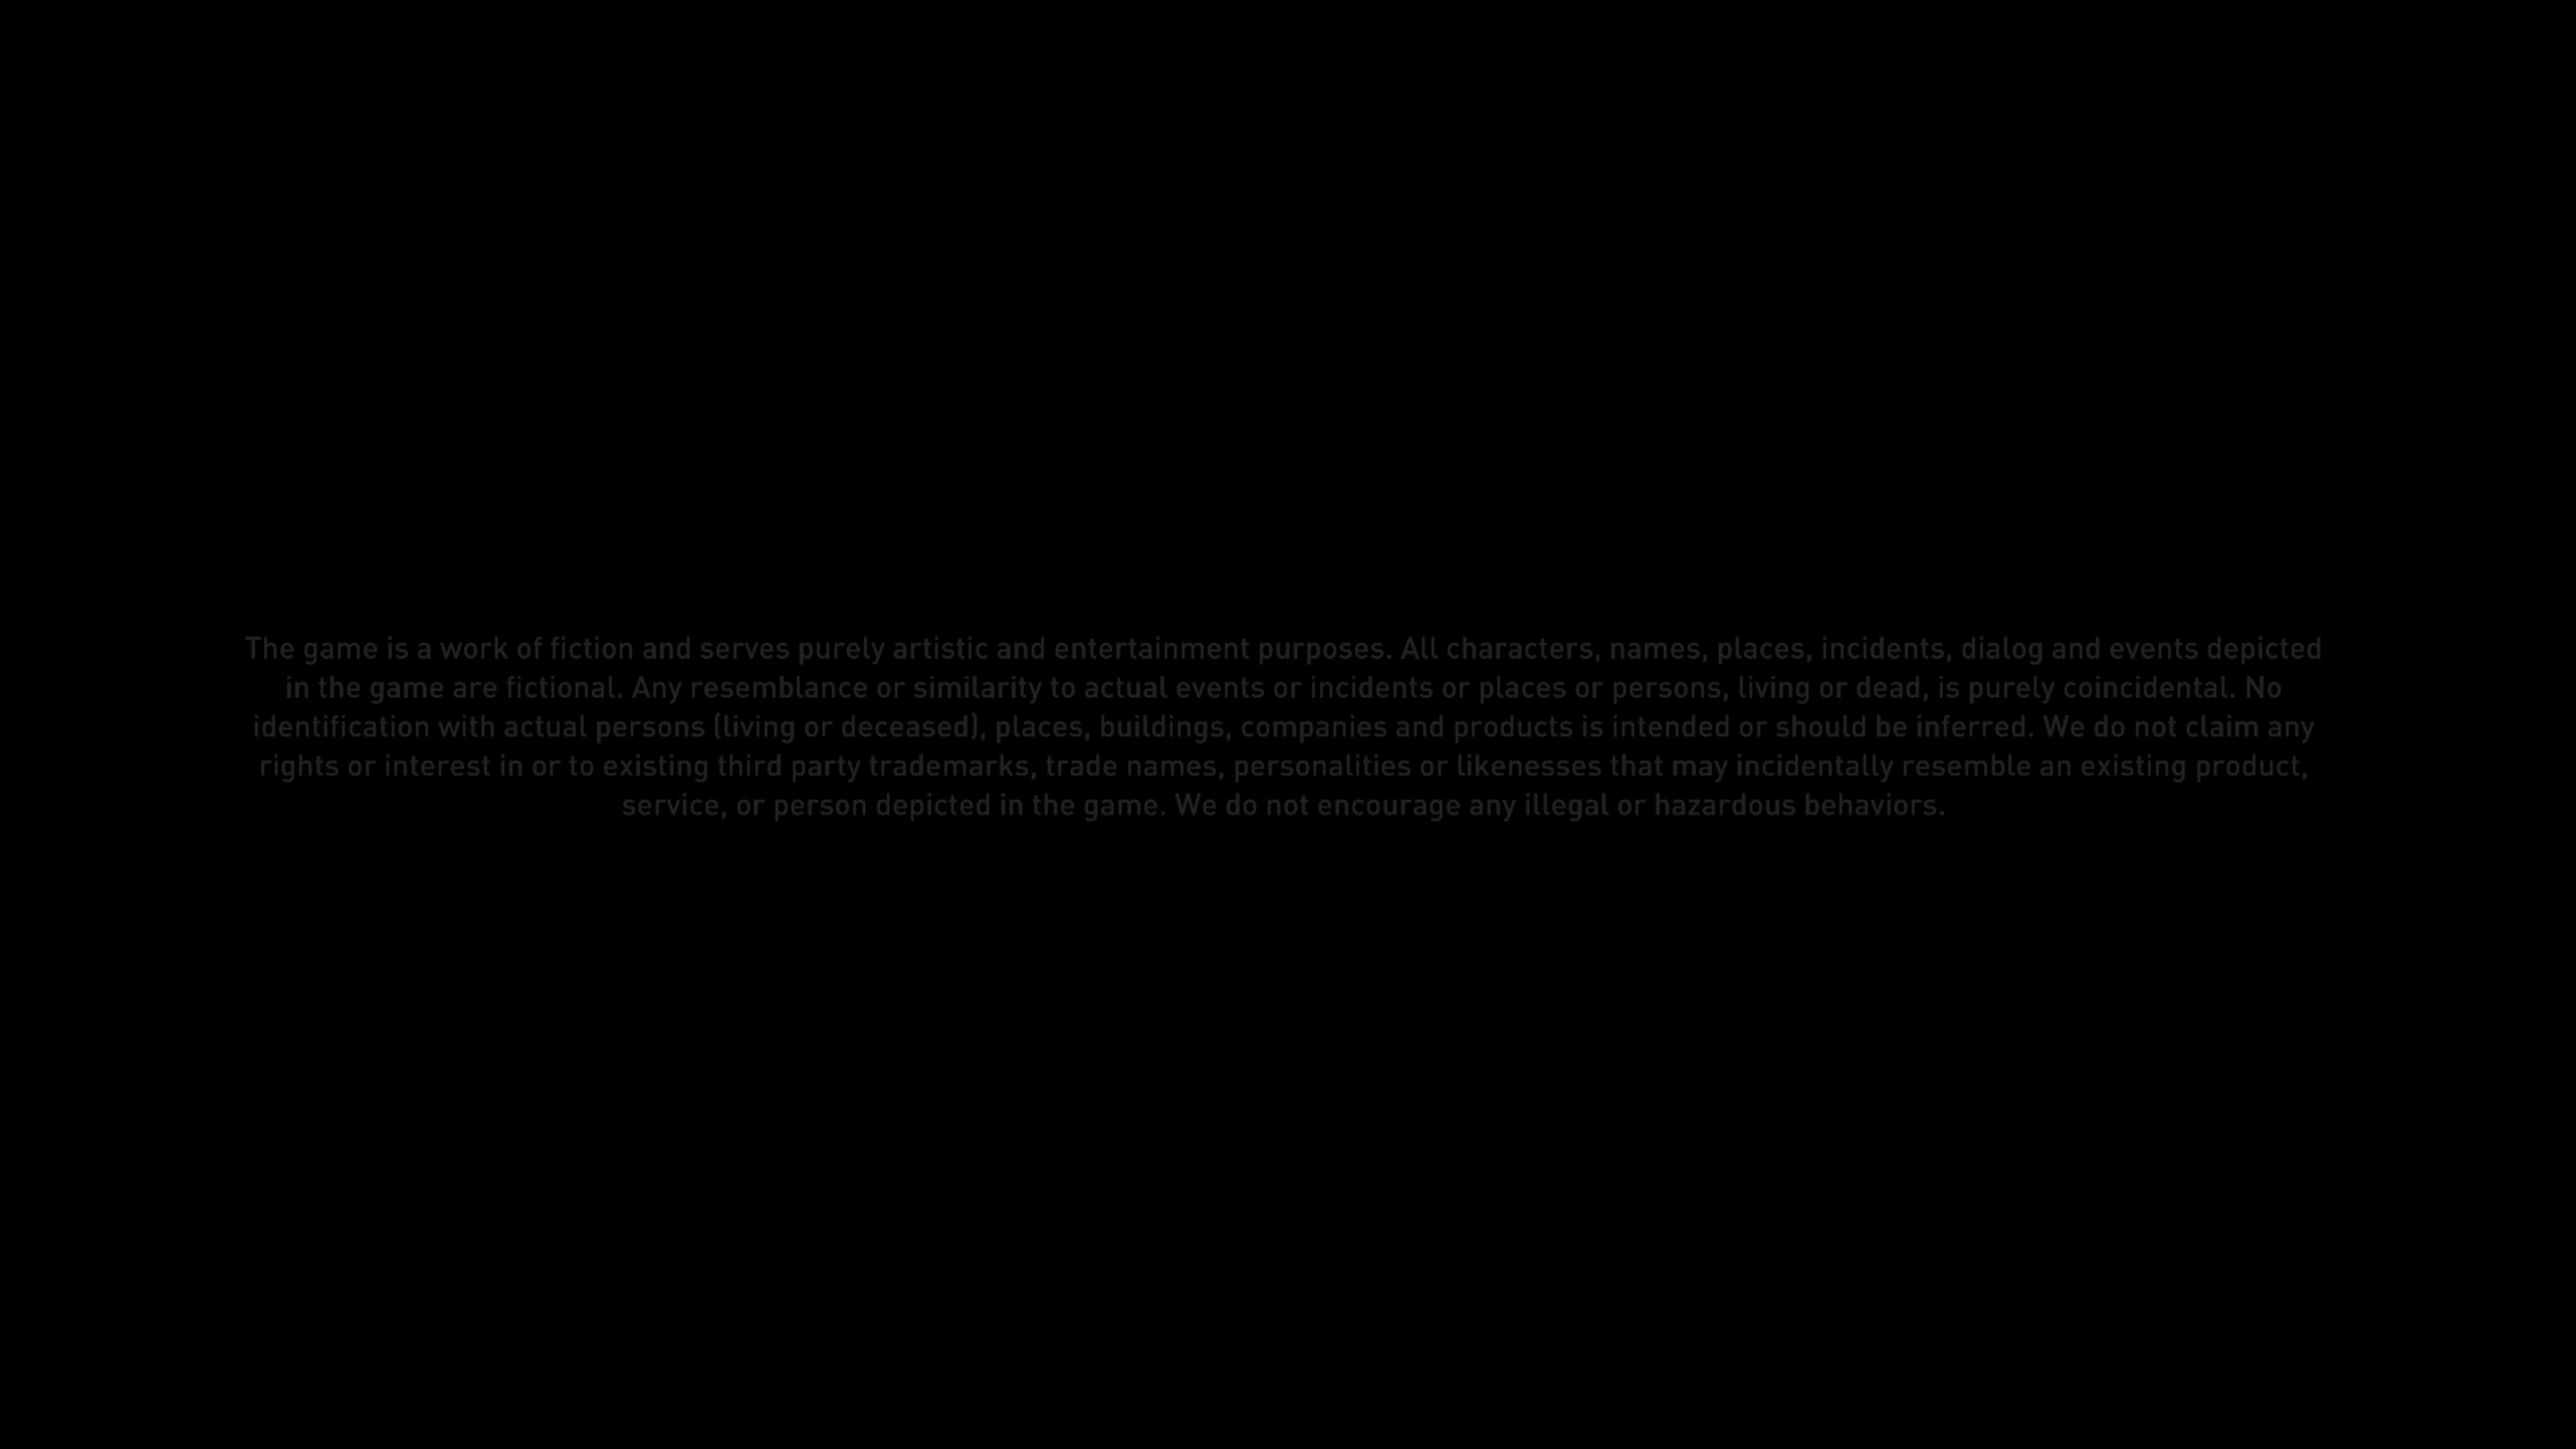 The game is a work of fiction and serves purely artistic and entertainment purposes. All characters, names, places, incidents, dialog and events depicted
in the game are fictional. Any resemblance or similarity to actual events or incidents or places or persons, living or dead, is purely coincidental. No
identification with actual persons (living or deceased), places, buildings, companies and products is intended or should be inferred. We do not claim any
rights or interest in or to existing third party trademarks, trade names, personalities or likenesses that may incidentally resemble an existing product,
service, or person depicted in the game. We do not encourage any illegal or hazardous behaviors.